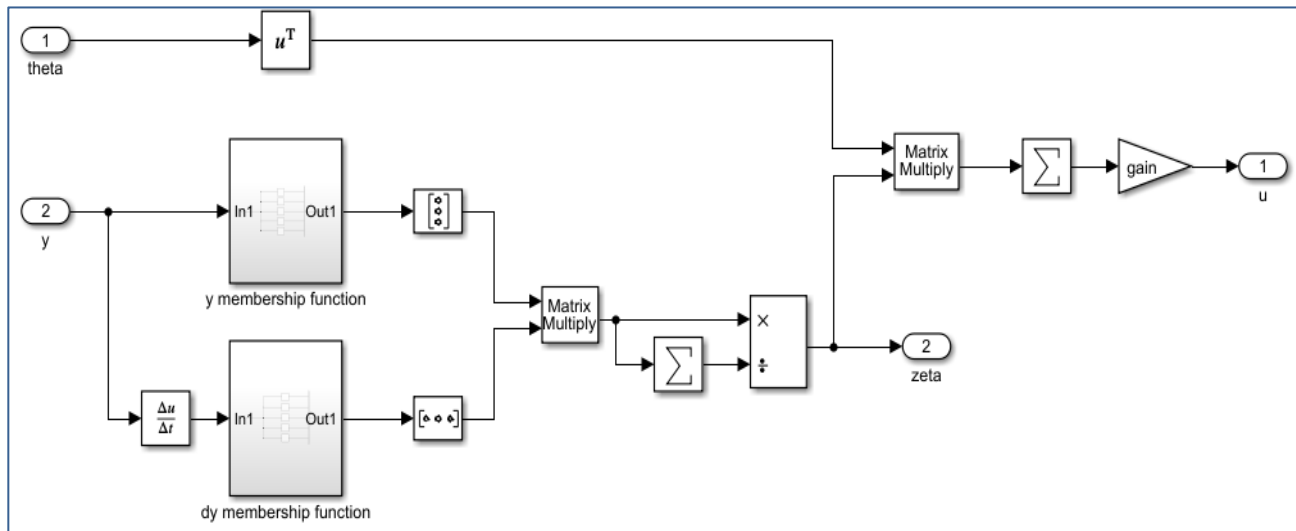 1
theta
u^T
Matrix
Multiply
∑
gain
1
u
2
y
In1
Out1
y membership function
Matrix
Multiply
×
÷
∑
2
zeta
Δu
Δt
In1
Out1
dy membership function